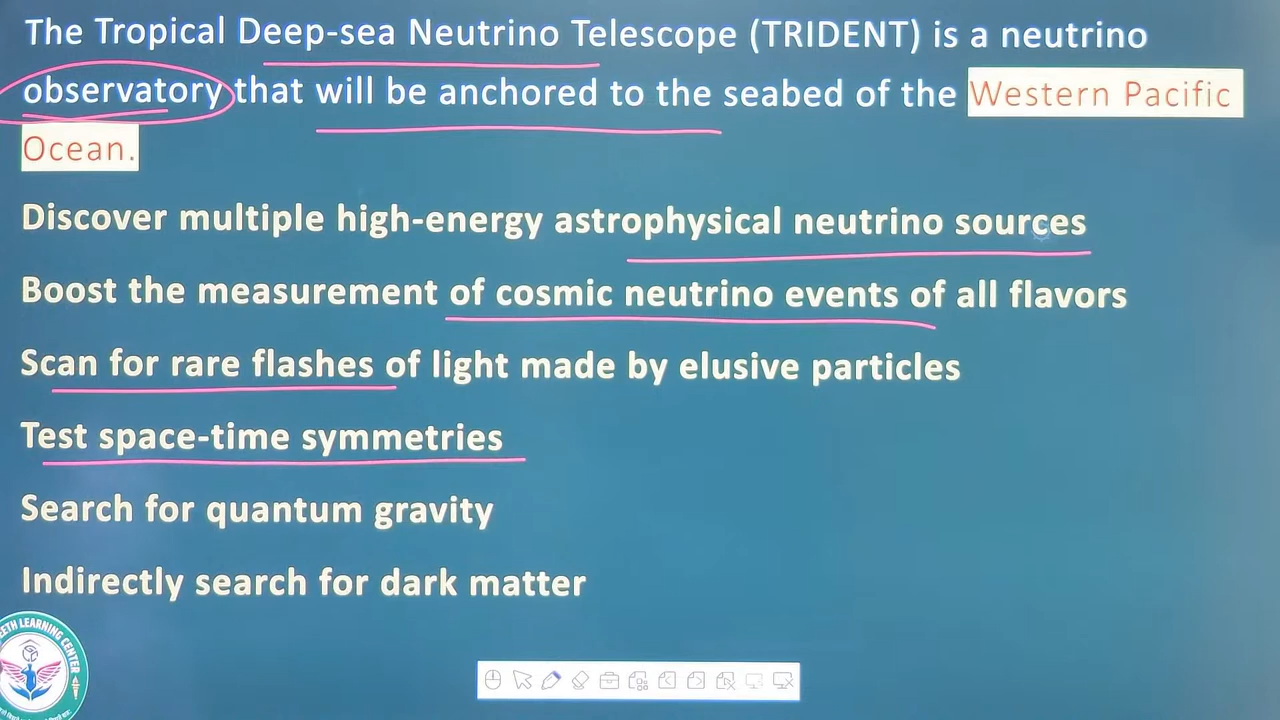 The Tropical Deep-sea Neutrino Telescope (TRIDENT) is a neutrino
observatory that will be anchored to the seabed of the Western Pacific
Ocean.
Discover multiple high-energy astrophysical neutrino sources
Boost the measurement of cosmic neutrino events of all flavors
Scan for rare flashes of light made by elusive particles
Test space-time symmetries
Search for quantum gravity
Indirectly search for dark matter
LEARNING CENTER